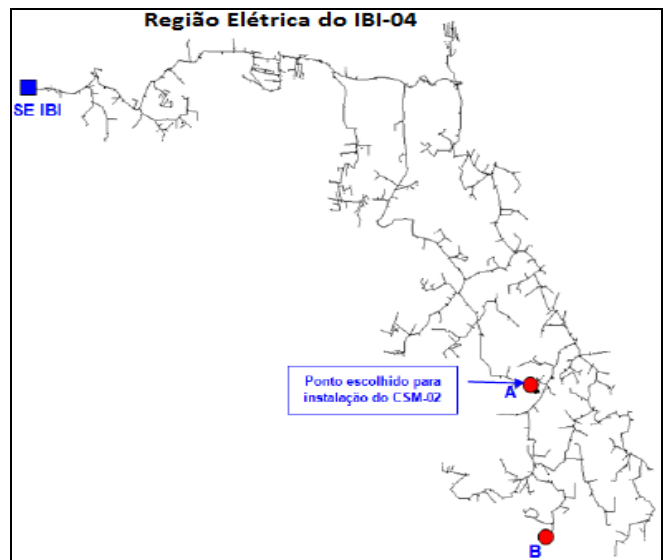 Região Elétrica do IBI-04
SE IBI
Ponto escolhido para
instalação do CSM-02
A
B